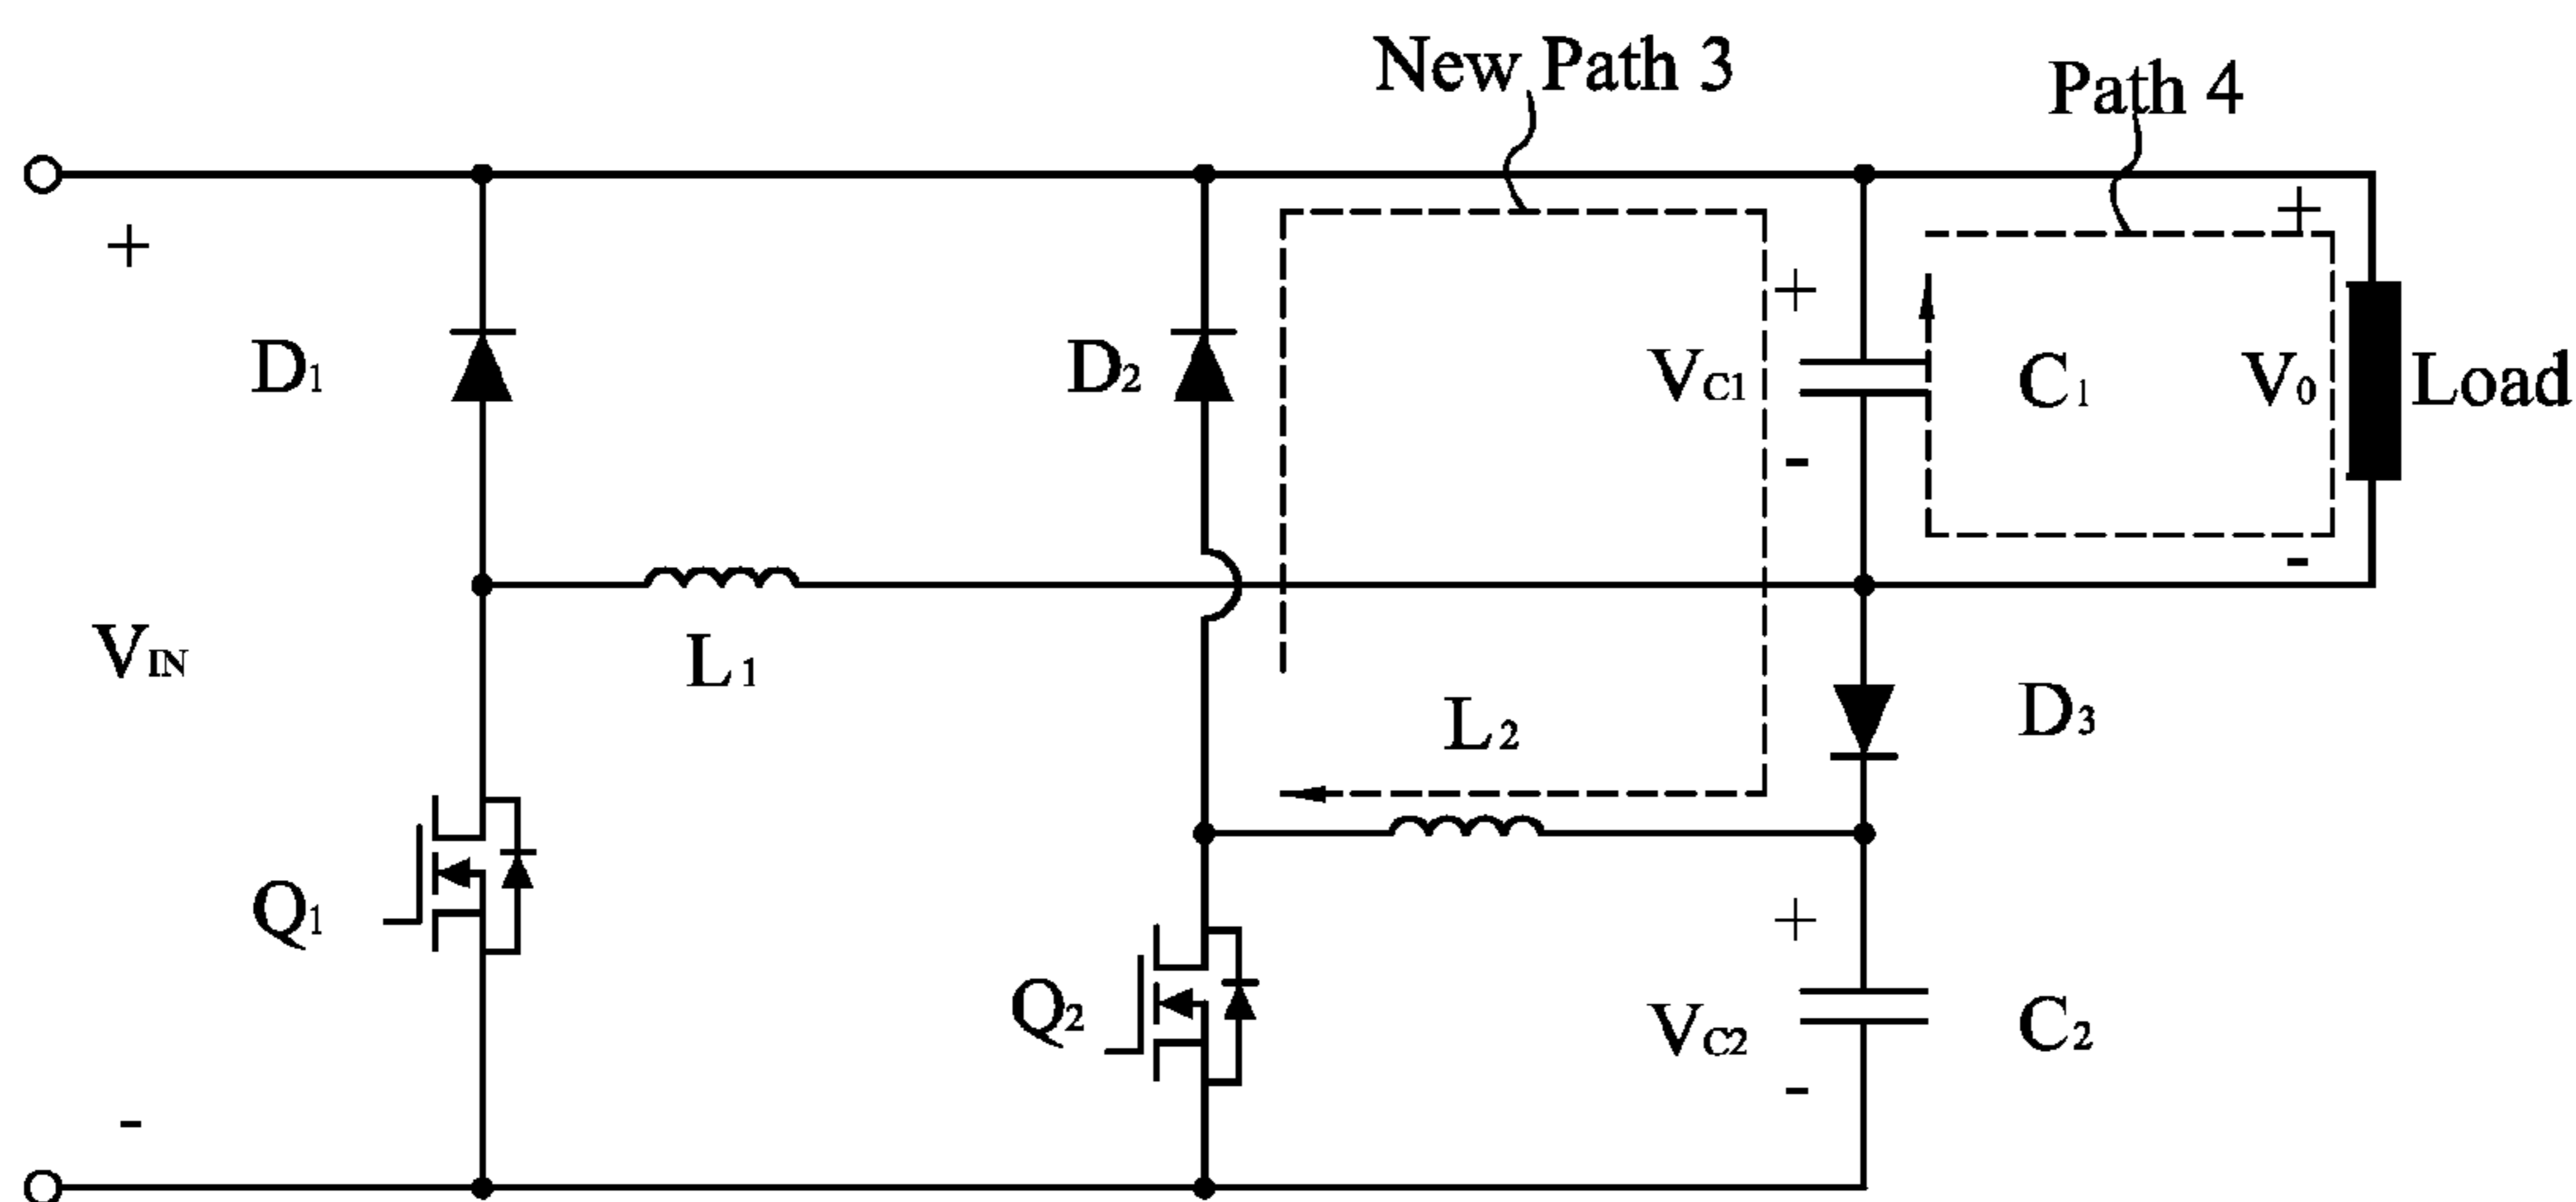 New Path 3
Path 4
+
+
+
D1
D2
VC1
C1
V0
Load
-
-
VIN
L1
L2
D3
Q1
Q2
+
VC2
C2
-
-